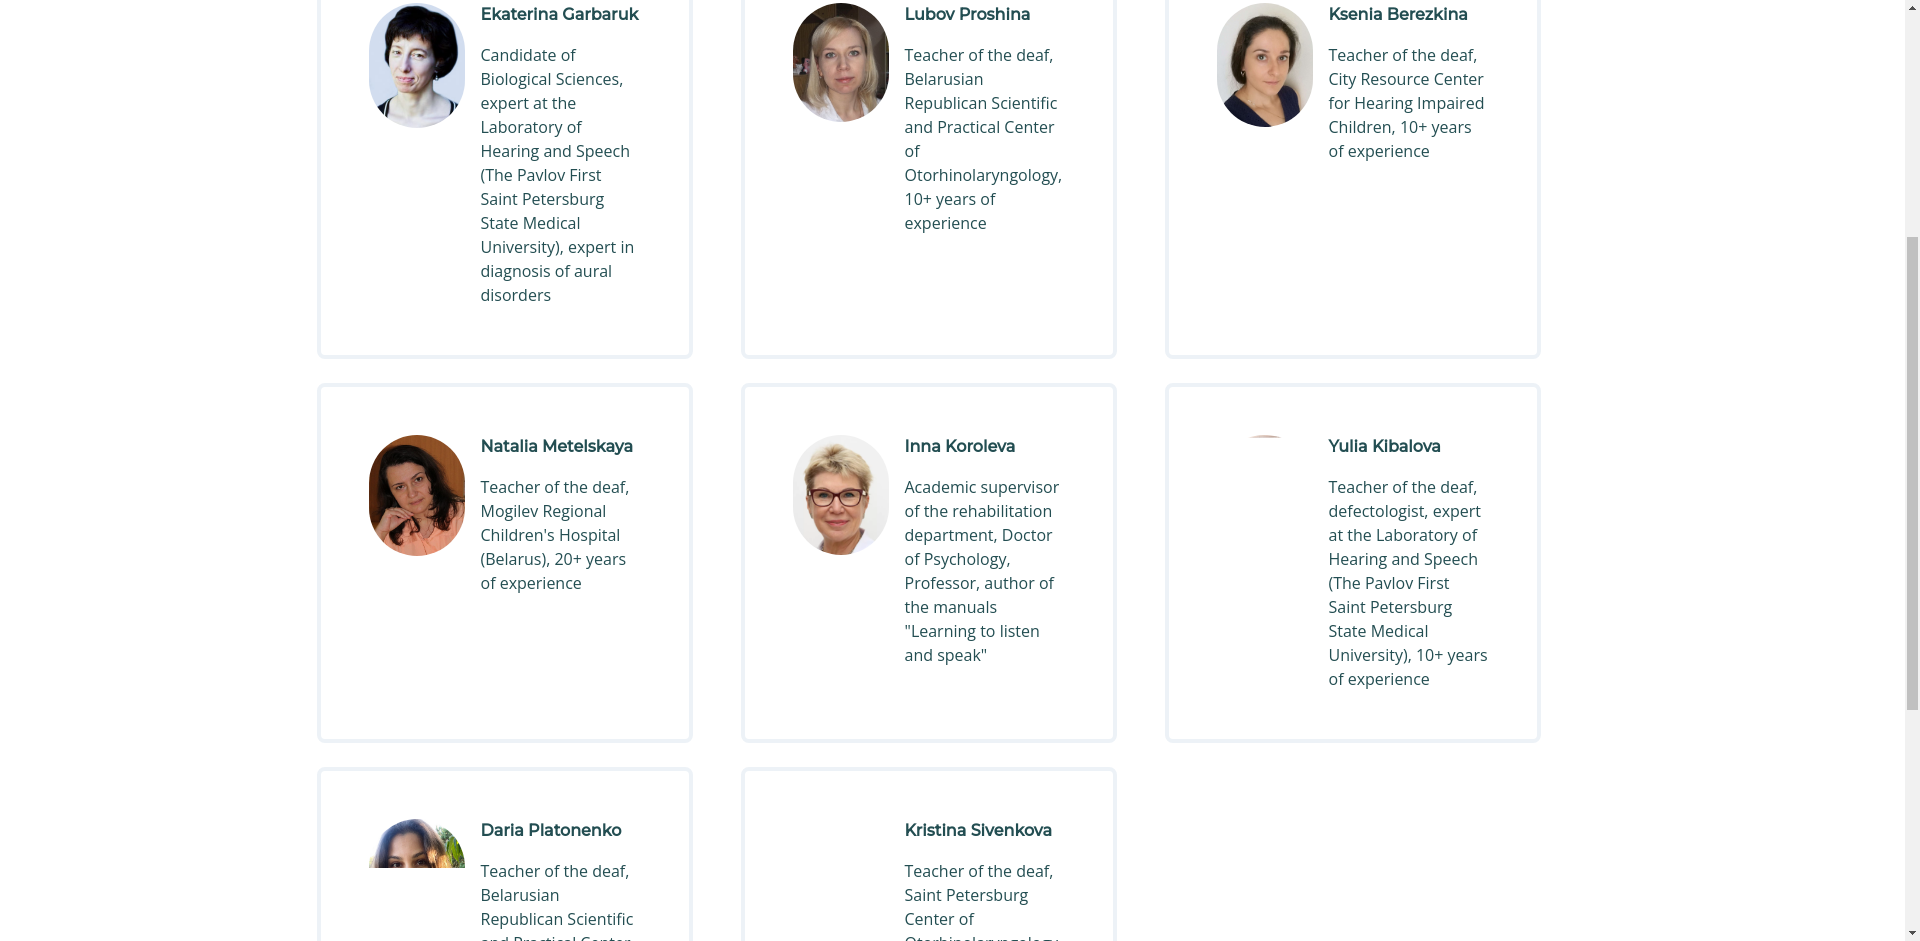 Ekaterina Garbaruk
Candidate of
Biological Sciences,
expert at the
Laboratory of
Hearing and Speech
(The Pavlov First
Saint Petersburg
State Medical
University), expert in
diagnosis of aural
disorders
Lubov Proshina
Teacher of the deaf,
Belarusian
Republican Scientific
and Practical Center
of
Otorhinolaryngology,
10+ years of
experience
Ksenia Berezkina
Teacher of the deaf,
City Resource Center
for Hearing Impaired
Children, 10+ years
of experience
Natalia Metelskaya
Teacher of the deaf,
Mogilev Regional
Children's Hospital
(Belarus), 20+ years
of experience
Inna Koroleva
Academic supervisor
of the rehabilitation
department, Doctor
of Psychology,
Professor, author of
the manuals
"Learning to listen
and speak"
Yulia Kibalova
Teacher of the deaf,
defectologist, expert
at the Laboratory of
Hearing and Speech
(The Pavlov First
Saint Petersburg
State Medical
University), 10+ years
of experience
Daria Platonenko
Teacher of the deaf,
Belarusian
Republican Scientific
and Practical Center
Kristina Sivenkova
Teacher of the deaf,
Saint Petersburg
Center of
Otorhinolaryngology